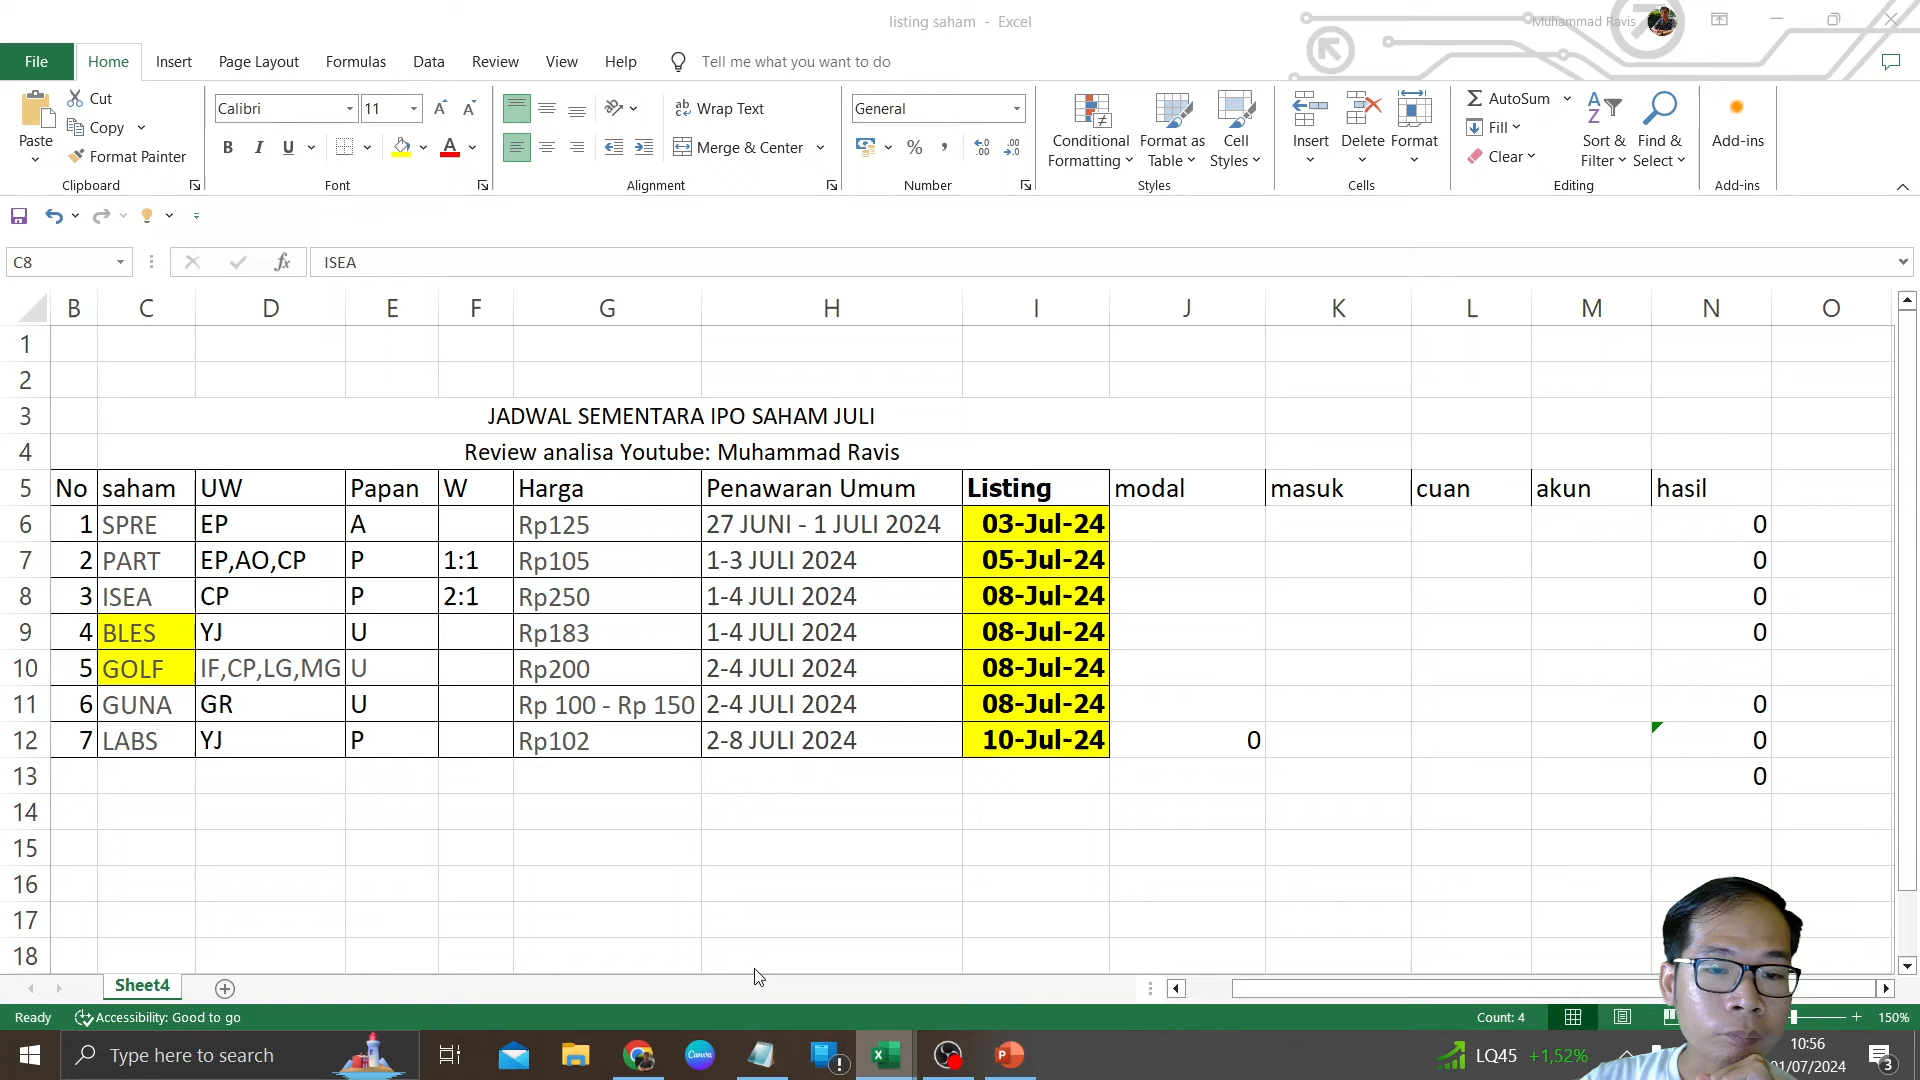 listing saham - Excel
Muhammad Ravis
File Home Insert Page Layout Formulas Data Review View Help Tell me what you want to do
Paste
Cut
Copy
Format Painter
Clipboard
Calibri 11
B I U
Font
Wrap Text
Merge & Center
Alignment
General
Number
Conditional Formatting
Format as Table
Cell Styles
Styles
Insert Delete Format
Cells
AutoSum
Fill
Clear
Sort & Filter
Find & Select
Editing
Add-ins
Add-ins
C8 fx ISEA
B C D E F G H I J K L M N O
1
2
3 JADWAL SEMENTARA IPO SAHAM JULI
4 Review analisa Youtube: Muhammad Ravis
5 No saham UW Papan W Harga Penawaran Umum Listing modal masuk cuan akun hasil
6 1 SPRE EP A Rp125 27 JUNI - 1 JULI 2024 03-Jul-24 0
7 2 PART EP,AO,CP P 1:1 Rp105 1-3 JULI 2024 05-Jul-24 0
8 3 ISEA CP P 2:1 Rp250 1-4 JULI 2024 08-Jul-24 0
9 4 BLES YJ U Rp183 1-4 JULI 2024 08-Jul-24 0
10 5 GOLF IF,CP,LG,MG U Rp200 2-4 JULI 2024 08-Jul-24
11 6 GUNA GR U Rp 100 - Rp 150 2-4 JULI 2024 08-Jul-24 0
12 7 LABS YJ P Rp102 2-8 JULI 2024 10-Jul-24 0 0
13 0
14
15
16
17
18
Sheet4
Ready Accessibility: Good to go Count: 4 150%
Type here to search
Canva
LQ45 +1,52%
10:56
01/07/2024
3